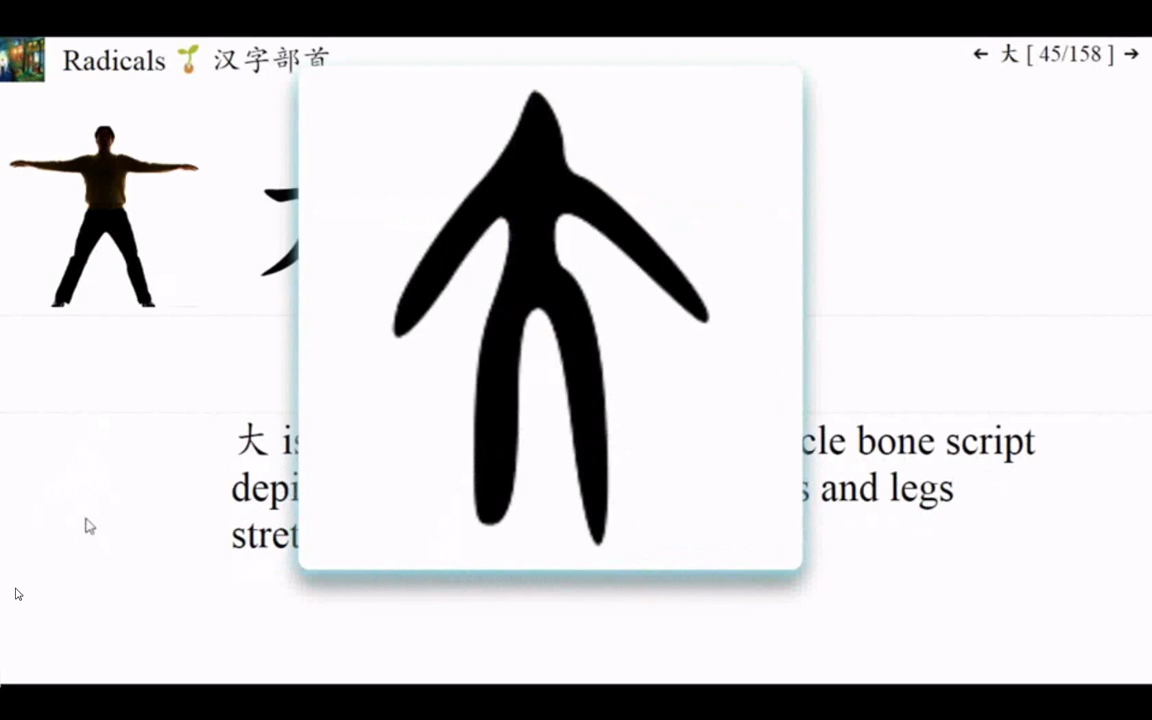 Radicals 🌱 汉字部首
← 大 [ 45/158 ] →
大 is
cle bone script
depi
s and legs
stret